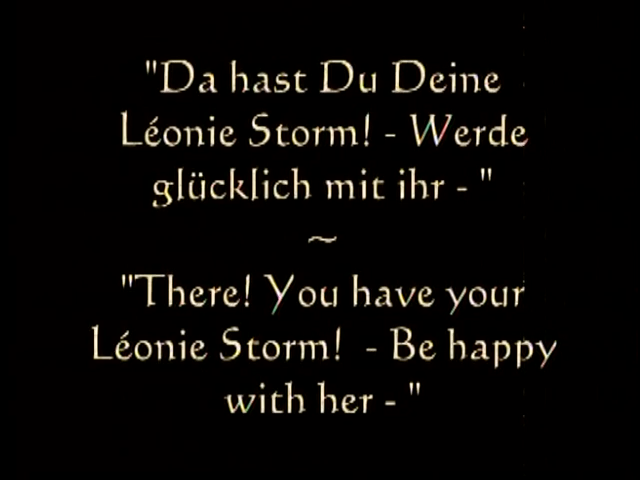 "Da hast Du Deine
Léonie Storm! - Werde
glücklich mit ihr - "
~
"There! You have your
Léonie Storm!  - Be happy
with her - "